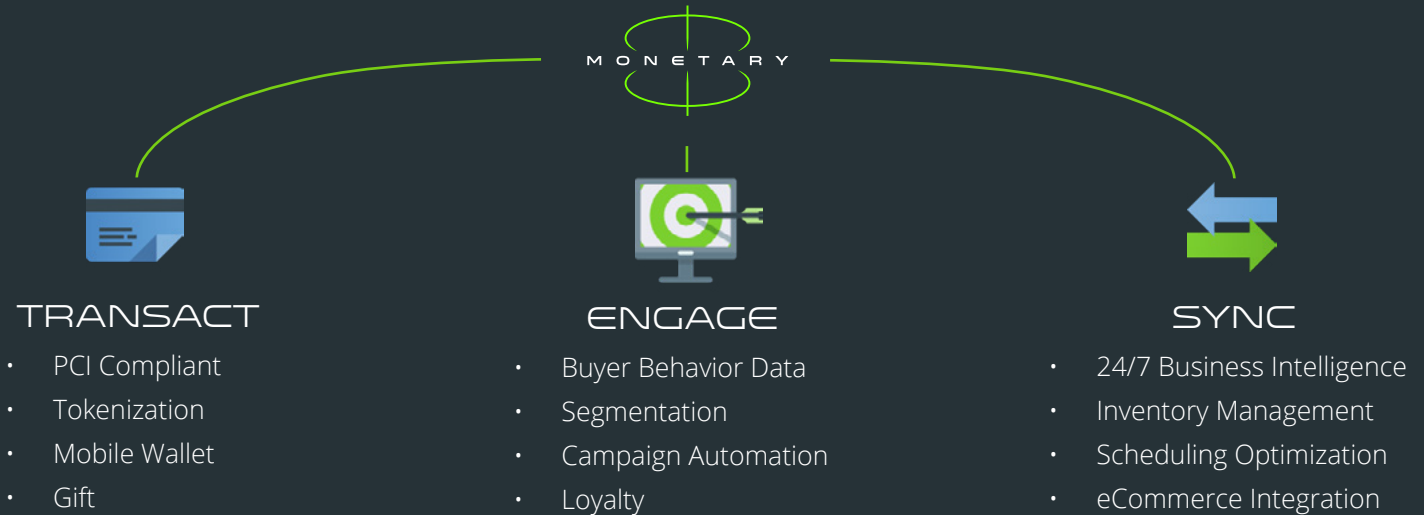 MONETARY
TRANSACT
• PCI Compliant
• Tokenization
• Mobile Wallet
• Gift
ENGAGE
• Buyer Behavior Data
• Segmentation
• Campaign Automation
• Loyalty
SYNC
• 24/7 Business Intelligence
• Inventory Management
• Scheduling Optimization
• eCommerce Integration